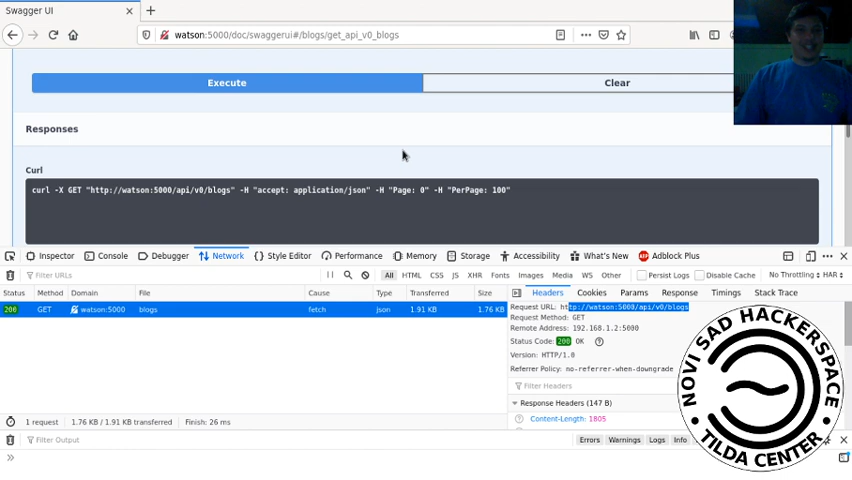 Swagger UI
watson:5000/doc/swaggerui#/blogs/get_api_v0_blogs
Execute
Clear
Responses
Curl
curl -X GET "http://watson:5000/api/v0/blogs" -H "accept: application/json" -H "Page: 0" -H "PerPage: 100"
Inspector Console Debugger Network Style Editor Performance Memory Storage Accessibility What's New Adblock Plus
Filter URLs
All HTML CSS JS XHR Fonts Images Media WS Other Persist Logs Disable Cache No Throttling HAR
Status Method Domain File Cause Type Transferred Size
200 GET watson:5000 blogs fetch json 1.91 KB 1.76 KB
Headers Cookies Params Response Timings Stack Trace
Request URL: http://watson:5000/api/v0/blogs
Request Method: GET
Remote Address: 192.168.1.2:5000
Status Code: 200 OK
Version: HTTP/1.0
Referrer Policy: no-referrer-when-downgrade
Filter Headers
Response Headers (147 B)
Content-Length: 1805
1 request 1.76 KB / 1.91 KB transferred Finish: 26 ms
Filter Output
Errors Warnings Logs Info
NOVI SAD HACKERSPACE
TILDA CENTER